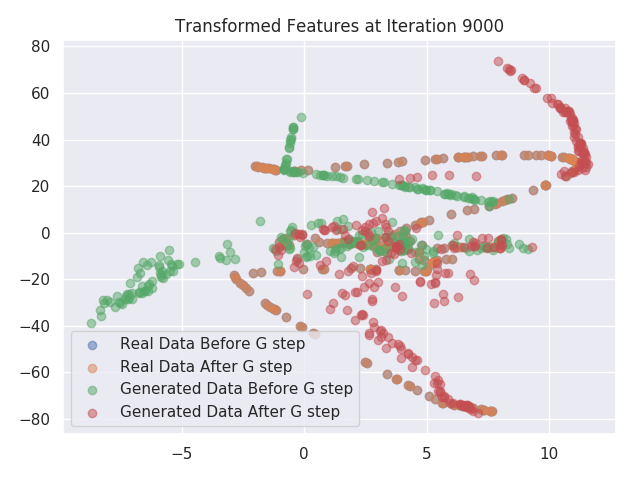 Transformed Features at Iteration 9000
80
60
40
20
0
−20
−40
−60
−80
Real Data Before G step
Real Data After G step
Generated Data Before G step
Generated Data After G step
−5
0
5
10